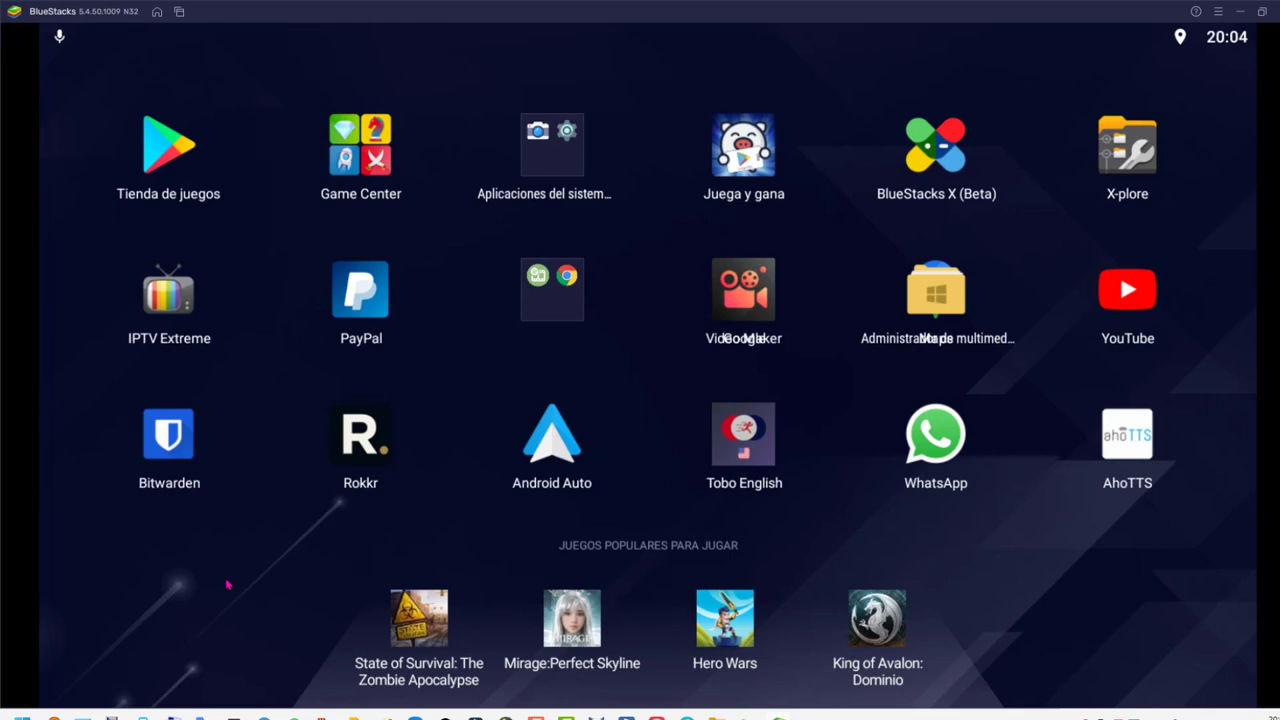 BlueStacks 5.4.50.1009 N32
20:04
Tienda de juegos
Game Center
Aplicaciones del sistem…
Juega y gana
BlueStacks X (Beta)
X-plore
IPTV Extreme
PayPal
YouTube
Bitwarden
R.
Rokkr
Android Auto
Tobo English
WhatsApp
ahoTTS
AhoTTS
JUEGOS POPULARES PARA JUGAR
State of Survival: The
Zombie Apocalypse
MIRAGE
Mirage:Perfect Skyline
Hero Wars
King of Avalon:
Dominio